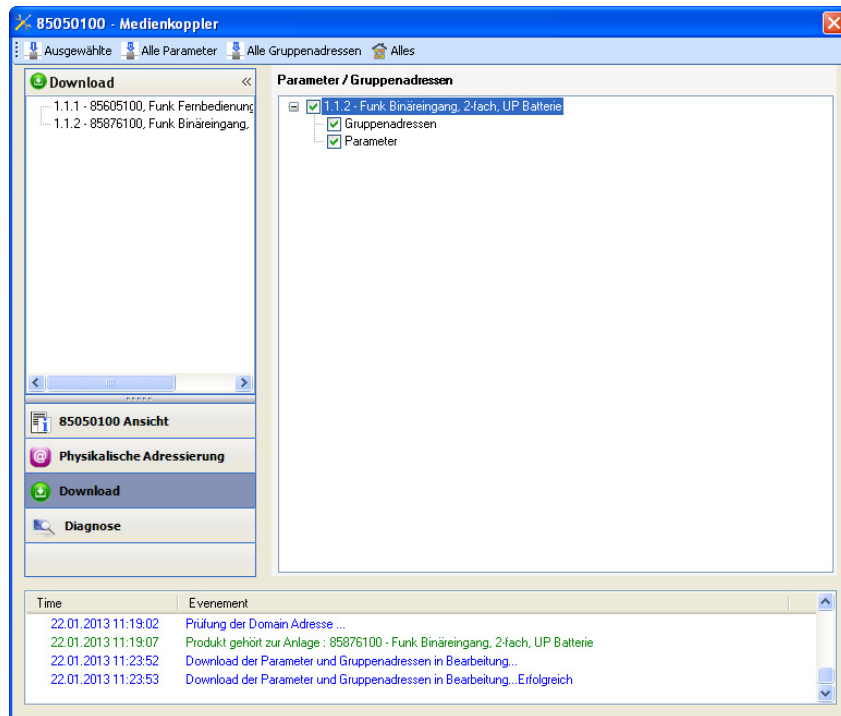 85050100 - Medienkoppler
Ausgewählte Alle Parameter Alle Gruppenadressen Alles
Download «
1.1.1 - 85605100, Funk Fernbedienung
1.1.2 - 85876100, Funk Binäreingang,
85050100 Ansicht
Physikalische Adressierung
Download
Diagnose
Parameter / Gruppenadressen
1.1.2 - Funk Binäreingang, 2-fach, UP Batterie
Gruppenadressen
Parameter
Time Evenement
22.01.2013 11:19:02 Prüfung der Domain Adresse ...
22.01.2013 11:19:07 Produkt gehört zur Anlage : 85876100 - Funk Binäreingang, 2-fach, UP Batterie
22.01.2013 11:23:52 Download der Parameter und Gruppenadressen in Bearbeitung...
22.01.2013 11:23:53 Download der Parameter und Gruppenadressen in Bearbeitung...Erfolgreich